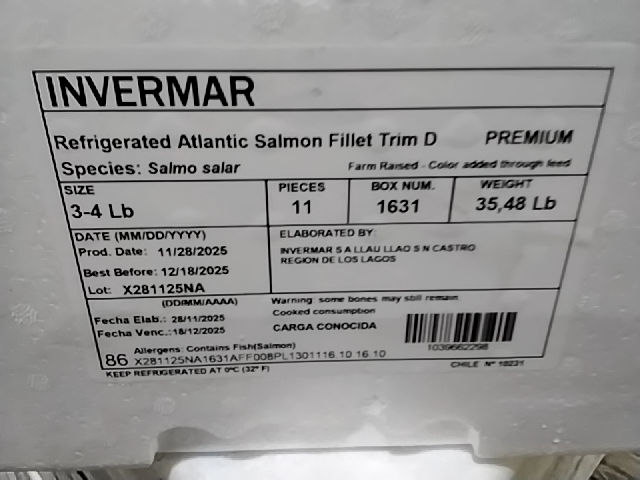 INVERMAR
Refrigerated Atlantic Salmon Fillet Trim D PREMIUM
Species: Salmo salar Farm Raised - Color added through feed
SIZE PIECES BOX NUM. WEIGHT
3-4 Lb 11 1631 35,48 Lb
DATE (MM/DD/YYYY) ELABORATED BY:
Prod. Date: 11/28/2025 INVERMAR S A LLAU LLAO S N CASTRO
Best Before: 12/18/2025 REGION DE LOS LAGOS
Lot: X281125NA
(DD/MM/AAAA) Warning: some bones may still remain
Cooked consumption
Fecha Elab.: 28/11/2025 CARGA CONOCIDA
Fecha Venc.:18/12/2025
Allergens: Contains Fish(Salmon) 1039662298
86 X281125NA1631AFF008PL1301116.10 16.10
KEEP REFRIGERATED AT 0ºC (32° F) CHILE Nº 10231